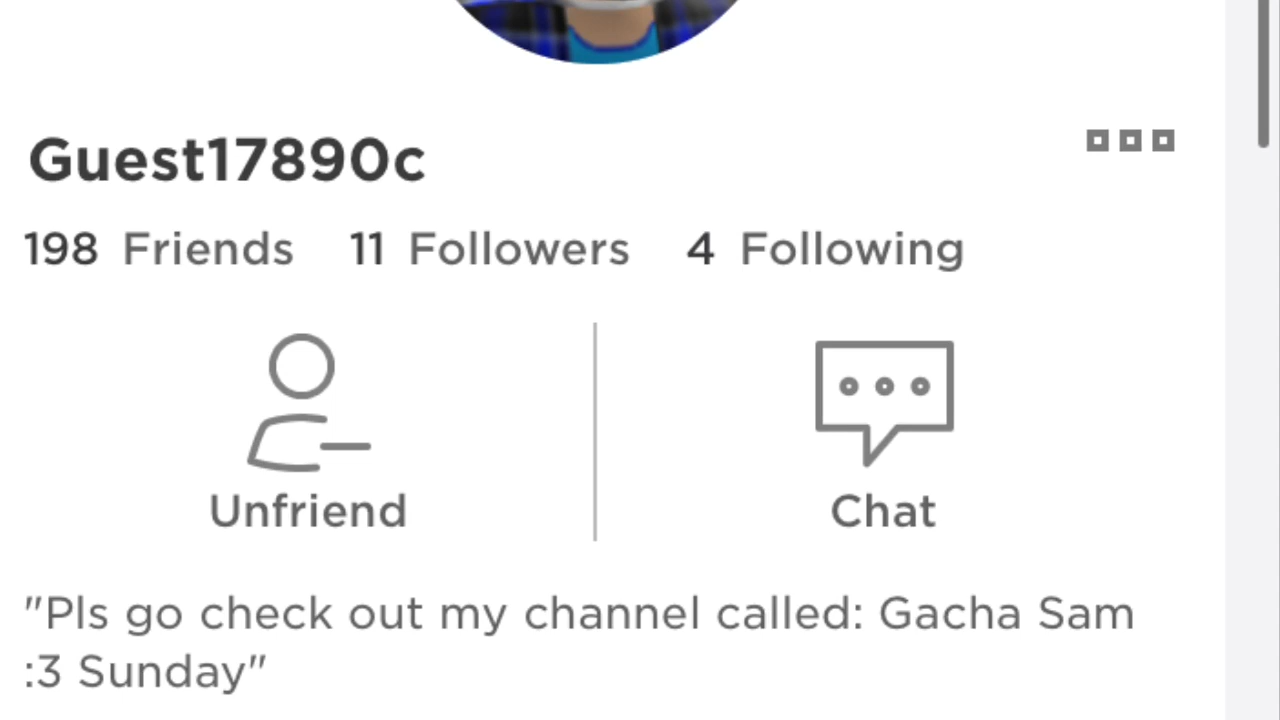 Guest17890c
198 Friends 11 Followers 4 Following
Unfriend Chat
"Pls go check out my channel called: Gacha Sam
:3 Sunday"